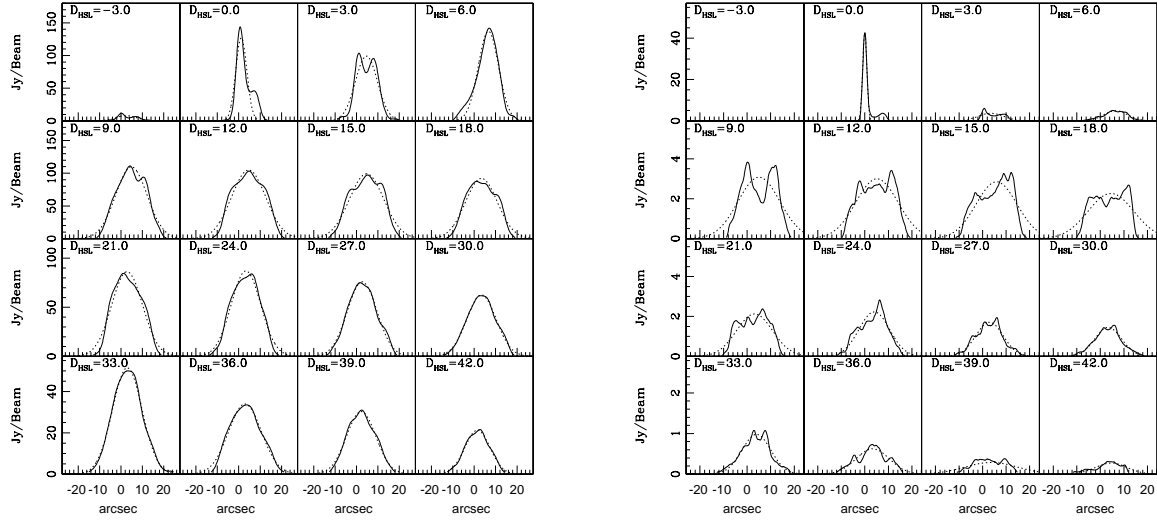 D_HSL=−3.0 D_HSL=0.0 D_HSL=3.0 D_HSL=6.0
Jy/Beam
0 50 100 150
D_HSL=9.0 D_HSL=12.0 D_HSL=15.0 D_HSL=18.0
Jy/Beam
0 50 100 150
D_HSL=21.0 D_HSL=24.0 D_HSL=27.0 D_HSL=30.0
Jy/Beam
0 50 100
D_HSL=33.0 D_HSL=36.0 D_HSL=39.0 D_HSL=42.0
Jy/Beam
0 20 40
-20 -10 0 10 20 -20 -10 0 10 20 -20 -10 0 10 20 -20 -10 0 10 20
arcsec arcsec arcsec arcsec
D_HSL=−3.0 D_HSL=0.0 D_HSL=3.0 D_HSL=6.0
Jy/Beam
0 20 40
D_HSL=9.0 D_HSL=12.0 D_HSL=15.0 D_HSL=18.0
Jy/Beam
0 2 4
D_HSL=21.0 D_HSL=24.0 D_HSL=27.0 D_HSL=30.0
Jy/Beam
0 2 4
D_HSL=33.0 D_HSL=36.0 D_HSL=39.0 D_HSL=42.0
Jy/Beam
0 1 2
-20 -10 0 10 20 -20 -10 0 10 20 -20 -10 0 10 20 -20 -10 0 10 20
arcsec arcsec arcsec arcsec